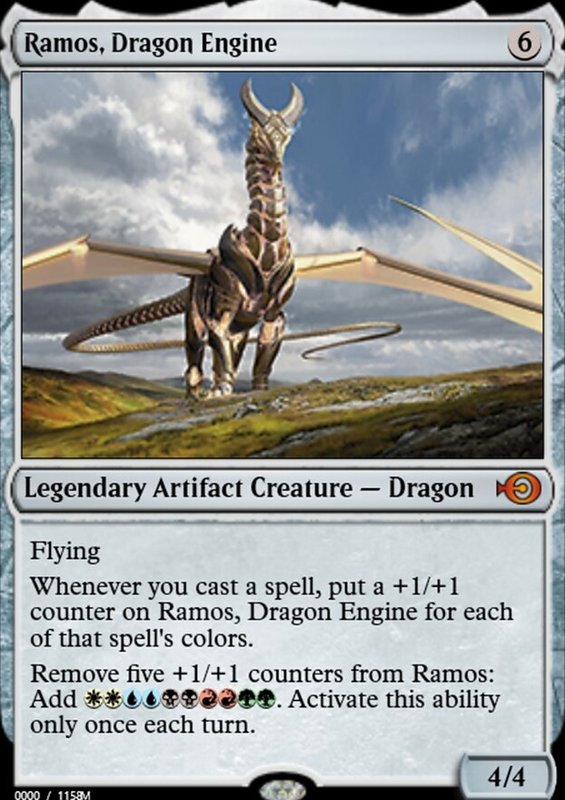 Ramos, Dragon Engine 6
Legendary Artifact Creature — Dragon
Flying
Whenever you cast a spell, put a +1/+1
counter on Ramos, Dragon Engine for each
of that spell's colors.
Remove five +1/+1 counters from Ramos:
Add . Activate this ability
only once each turn.
4/4
0000 / 1158M